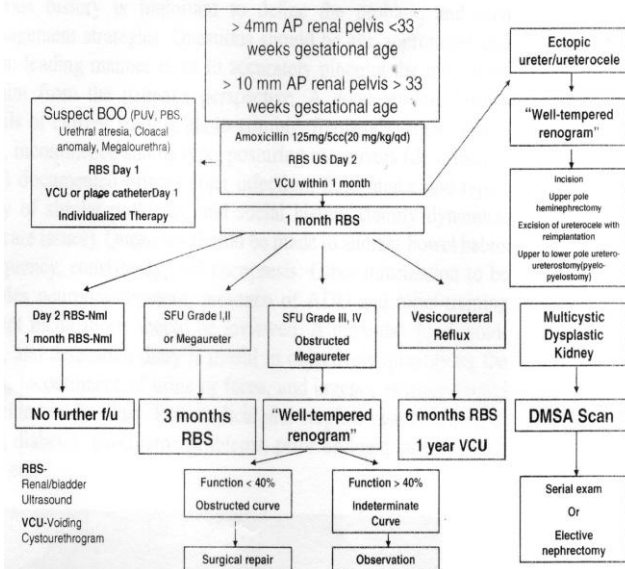 > 4mm AP renal pelvis <33
weeks gestational age
> 10 mm AP renal pelvis > 33
weeks gestational age
Ectopic
ureter/ureterocele
Suspect BOO (PUV, PBS,
Urethral atresia, Cloacal
anomaly, Megalourethra)
RBS Day 1
VCU or plape catheterDay 1
Individualized Therapy
Amoxicillin 125mg/5cc(20 mg/kg/qd)
RBS US Day 2
VCU within 1 month
"Well-tempered
renogram"
Incision
Upper pole
heminephrectomy
Excision of ureterocele with
reimplantation
Upper to lower pole uretero-
ureterostomy(pyelo-
pyelostomy)
1 month RBS
Day 2 RBS-Nml
1 month RBS-Nml
SFU Grade I,II
or Megaureter
SFU Grade III, IV
Obstructed
Megaureter
Vesicoureteral
Reflux
Multicystic
Dysplastic
Kidney
No further f/u
3 months
RBS
"Well-tempered
renogram"
6 months RBS
1 year VCU
DMSA Scan
RBS-
Renal/bladder
Ultrasound
VCU-Voiding
Cystourethrogram
Function < 40%
Obstructed curve
Function > 40%
Indeterminate
Curve
Serial exam
Or
Elective
nephrectomy
Surgical repair
Observation